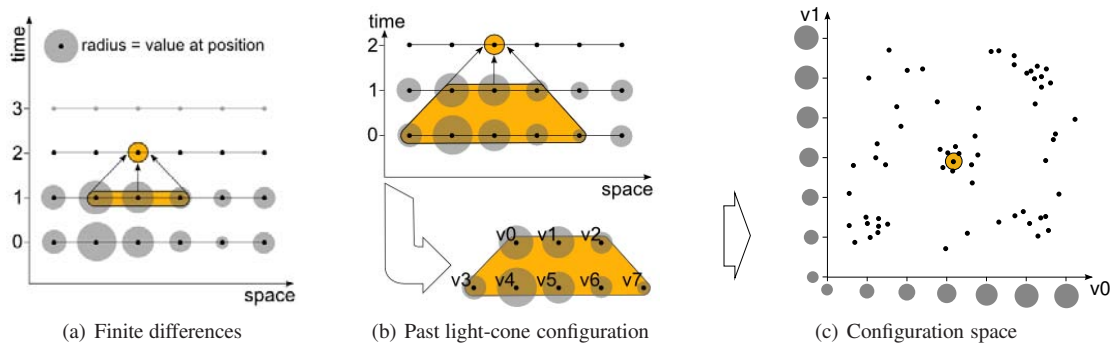 time
radius = value at position
3
2
1
0
space
(a) Finite differences
time
2
1
0
space
v0 v1 v2
v3 v4 v5 v6 v7
(b) Past light-cone configuration
v1
v0
(c) Configuration space